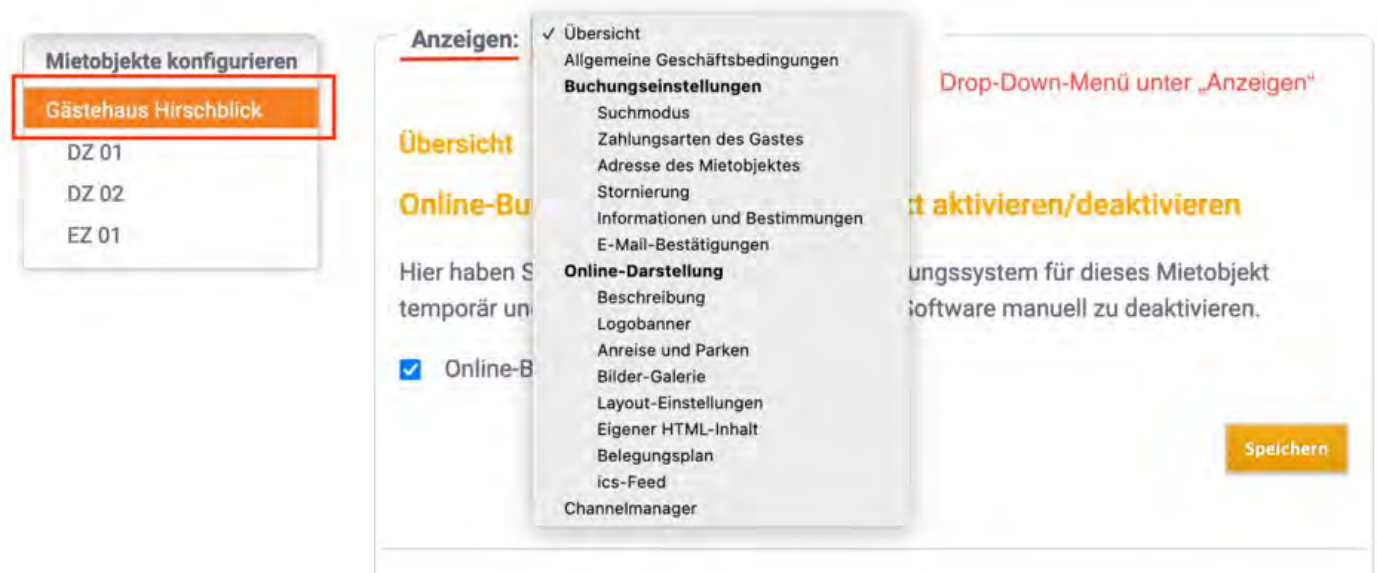 Mietobjekte konfigurieren
Gästehaus Hirschblick
DZ 01
DZ 02
EZ 01
Anzeigen:
✓ Übersicht
Allgemeine Geschäftsbedingungen
Buchungseinstellungen
Suchmodus
Zahlungsarten des Gastes
Adresse des Mietobjektes
Stornierung
Informationen und Bestimmungen
E-Mail-Bestätigungen
Online-Darstellung
Beschreibung
Logobanner
Anreise und Parken
Bilder-Galerie
Layout-Einstellungen
Eigener HTML-Inhalt
Belegungsplan
ics-Feed
Channelmanager
Drop-Down-Menü unter „Anzeigen“
Übersicht
Online-Bu t aktivieren/deaktivieren
Hier haben S ungssystem für dieses Mietobjekt
temporär un oftware manuell zu deaktivieren.
Online-B
Speichern